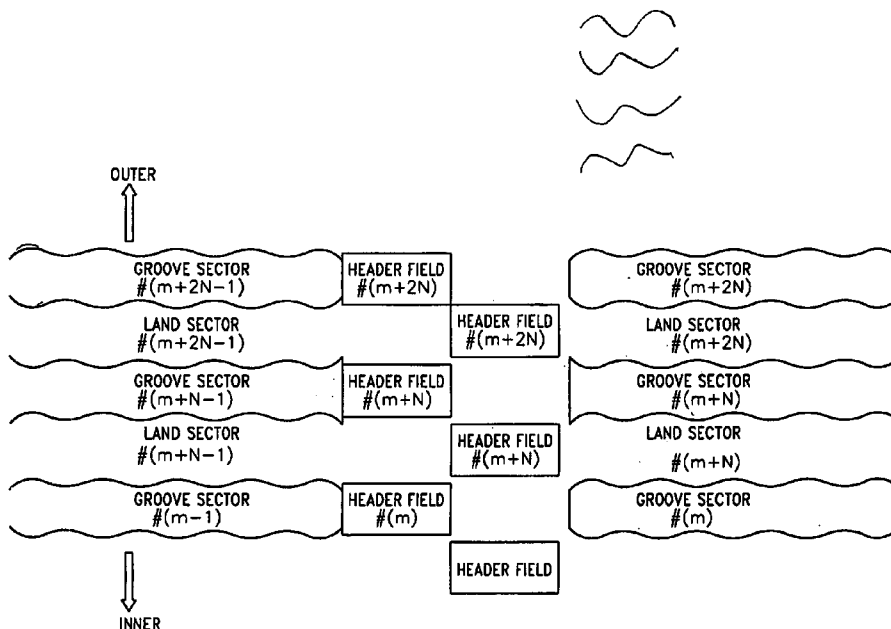 OUTER
GROOVE SECTOR
#(m+2N-1)
HEADER FIELD
#(m+2N)
GROOVE SECTOR
#(m+2N)
LAND SECTOR
#(m+2N-1)
HEADER FIELD
#(m+2N)
LAND SECTOR
#(m+2N)
GROOVE SECTOR
#(m+N-1)
HEADER FIELD
#(m+N)
GROOVE SECTOR
#(m+N)
LAND SECTOR
#(m+N-1)
HEADER FIELD
#(m+N)
LAND SECTOR
#(m+N)
GROOVE SECTOR
#(m-1)
HEADER FIELD
#(m)
GROOVE SECTOR
#(m)
HEADER FIELD
INNER